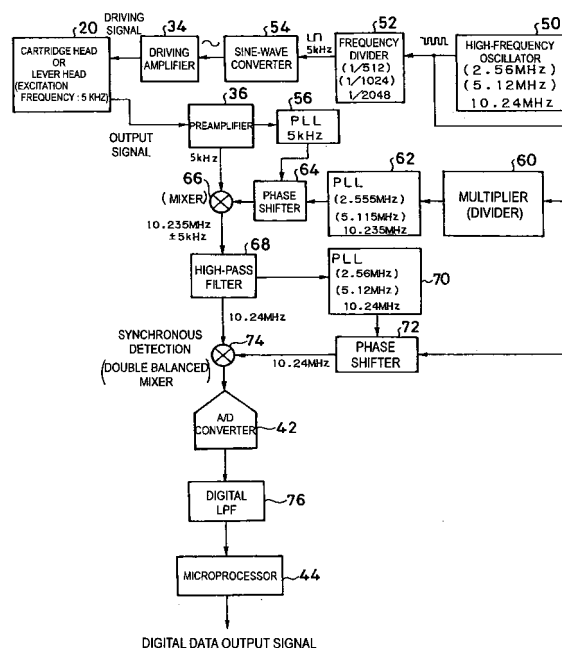 20
CARTRIDGE HEAD
OR
LEVER HEAD
(EXCITATION
FREQUENCY : 5 KHZ)
DRIVING
SIGNAL
34
DRIVING
AMPLIFIER
54
SINE-WAVE
CONVERTER
5kHz
52
FREQUENCY
DIVIDER
(1/512)
(1/1024)
1/2048
50
HIGH-FREQUENCY
OSCILLATOR
(2.56MHz)
(5.12MHz)
10.24MHz
OUTPUT
SIGNAL
36
PREAMPLIFIER
5kHz
56
PLL
5kHz
66
(MIXER)
64
PHASE
SHIFTER
62
PLL
(2.555MHz)
(5.115MHz)
10.235MHz
60
MULTIPLIER
(DIVIDER)
10.235MHz
±5kHz
68
HIGH-PASS
FILTER
10.24MHz
PLL
(2.56MHz)
(5.12MHz)
10.24MHz
70
SYNCHRONOUS
DETECTION
(DOUBLE BALANCED
MIXER)
74
10.24MHz
72
PHASE
SHIFTER
A/D
CONVERTER
42
DIGITAL
LPF
76
MICROPROCESSOR
44
DIGITAL DATA OUTPUT SIGNAL